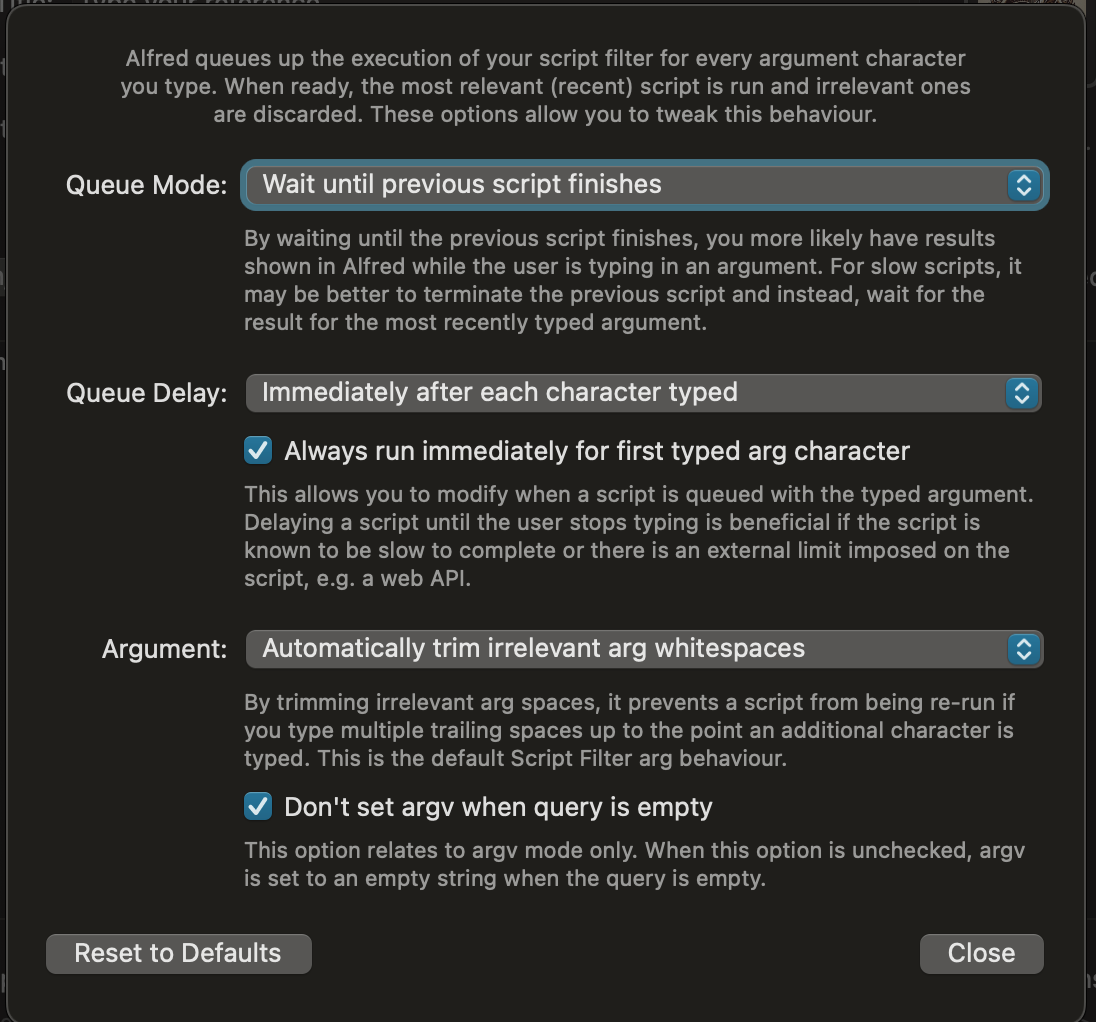 Alfred queues up the execution of your script filter for every argument character
you type. When ready, the most relevant (recent) script is run and irrelevant ones
are discarded. These options allow you to tweak this behaviour.
Queue Mode: Wait until previous script finishes
By waiting until the previous script finishes, you more likely have results
shown in Alfred while the user is typing in an argument. For slow scripts, it
may be better to terminate the previous script and instead, wait for the
result for the most recently typed argument.
Queue Delay: Immediately after each character typed
Always run immediately for first typed arg character
This allows you to modify when a script is queued with the typed argument.
Delaying a script until the user stops typing is beneficial if the script is
known to be slow to complete or there is an external limit imposed on the
script, e.g. a web API.
Argument: Automatically trim irrelevant arg whitespaces
By trimming irrelevant arg spaces, it prevents a script from being re-run if
you type multiple trailing spaces up to the point an additional character is
typed. This is the default Script Filter arg behaviour.
Don't set argv when query is empty
This option relates to argv mode only. When this option is unchecked, argv
is set to an empty string when the query is empty.
Reset to Defaults Close